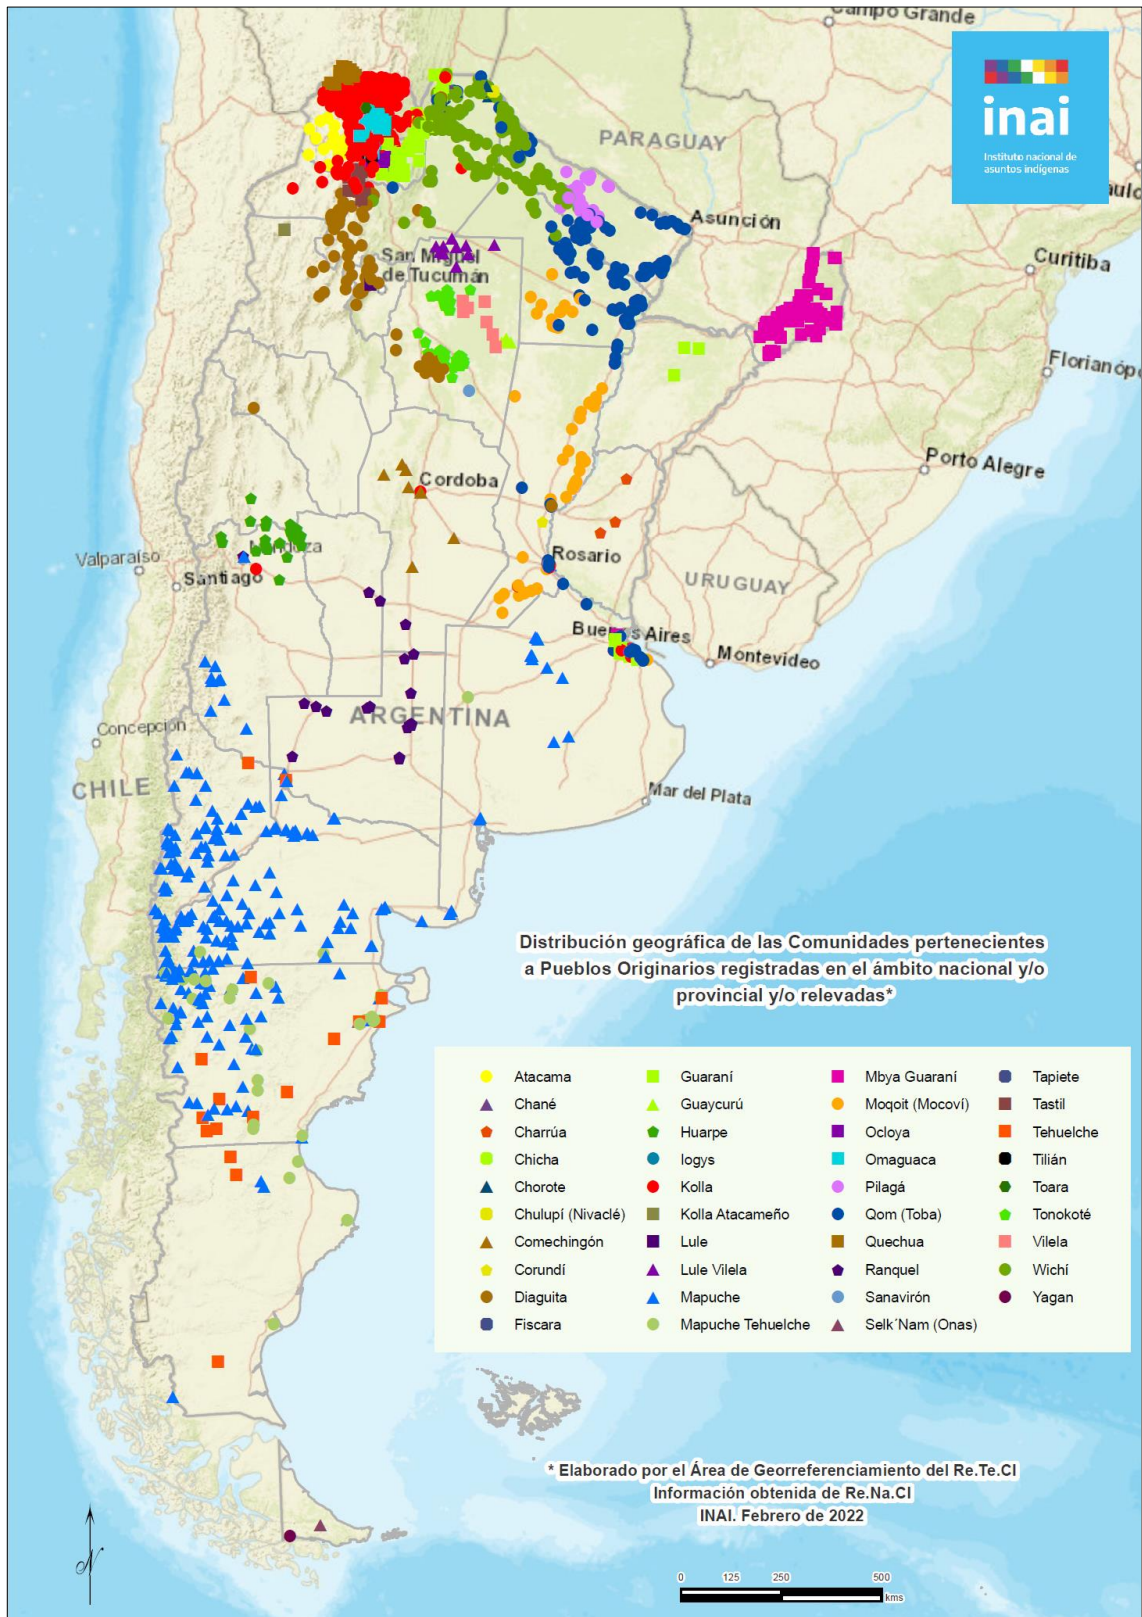 Campo Grande
inai
Instituto nacional de
asuntos indígenas
PARAGUAY
Asunción
Curitiba
San Miguel
de Tucumán
Porto Alegre
Cordoba
Mendoza
Valparaíso
Santiago
Rosario
URUGUAY
Buenos Aires
Montevideo
ARGENTINA
Concepción
CHILE
Mar del Plata
Distribución geográfica de las Comunidades pertenecientes
a Pueblos Originarios registradas en el ámbito nacional y/o
provincial y/o relevadas*
Atacama
Chané
Charrúa
Chicha
Chorote
Chulupí (Nivaclé)
Comechingón
Corundí
Diaguita
Fiscara
Guaraní
Guaycurú
Huarpe
Iogys
Kolla
Kolla Atacameño
Lule
Lule Vilela
Mapuche
Mapuche Tehuelche
Mbya Guaraní
Moqoit (Mocoví)
Ocloya
Omaguaca
Pilagá
Qom (Toba)
Quechua
Ranquel
Sanavirón
Selk´Nam (Onas)
Tapiete
Tastil
Tehuelche
Tilián
Toara
Tonokoté
Vilela
Wichí
Yagan
* Elaborado por el Área de Georreferenciamiento del Re.Te.CI
Información obtenida de Re.Na.CI
INAI. Febrero de 2022
N
0 125 250 500
kms